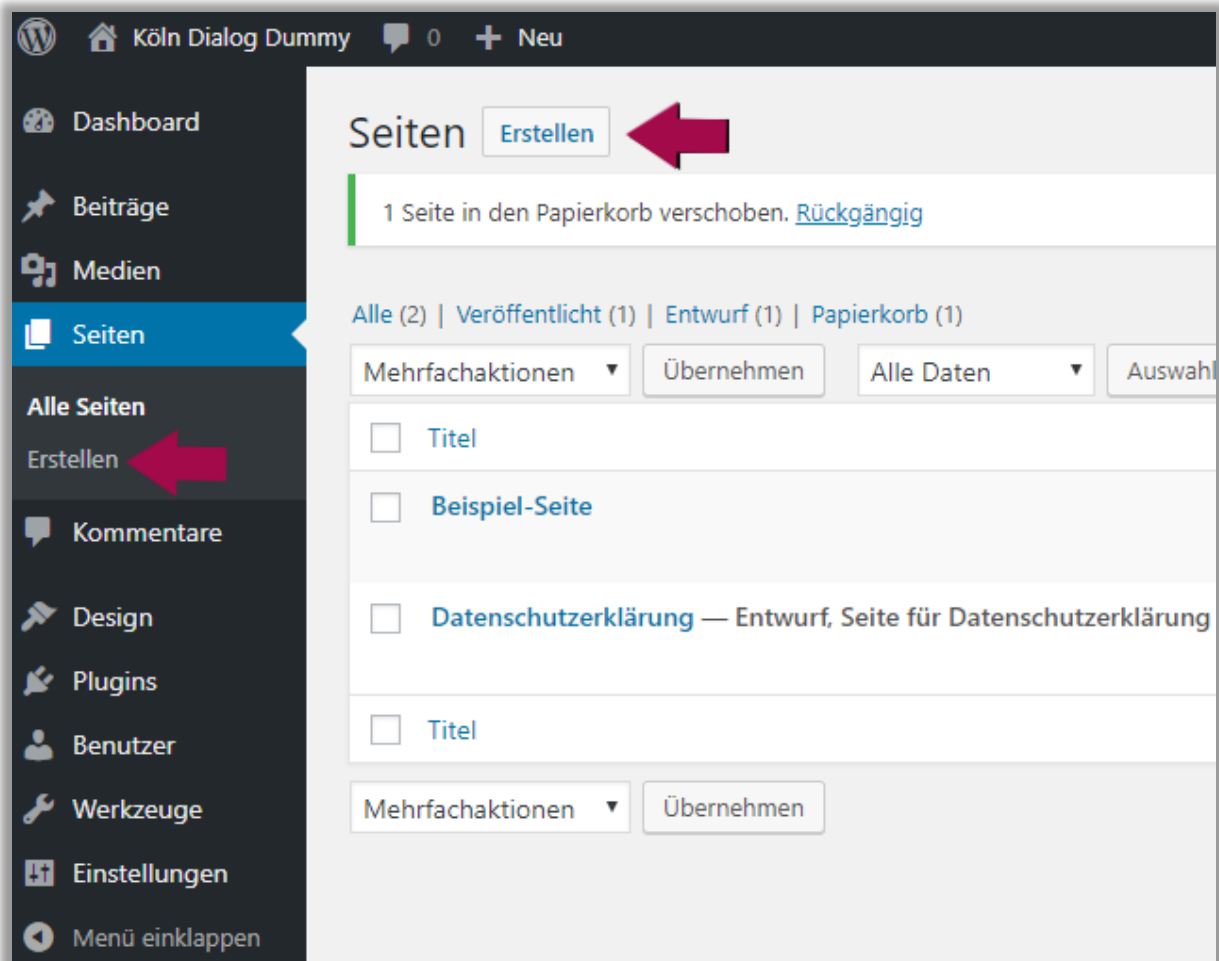 Köln Dialog Dummy 0 Neu
Dashboard
Beiträge
Medien
Seiten
Alle Seiten
Erstellen
Kommentare
Design
Plugins
Benutzer
Werkzeuge
Einstellungen
Menü einklappen
Seiten Erstellen
1 Seite in den Papierkorb verschoben. Rückgängig
Alle (2) | Veröffentlicht (1) | Entwurf (1) | Papierkorb (1)
Mehrfachaktionen Übernehmen Alle Daten Auswahl
Titel
Beispiel-Seite
Datenschutzerklärung — Entwurf, Seite für Datenschutzerklärung
Titel
Mehrfachaktionen Übernehmen